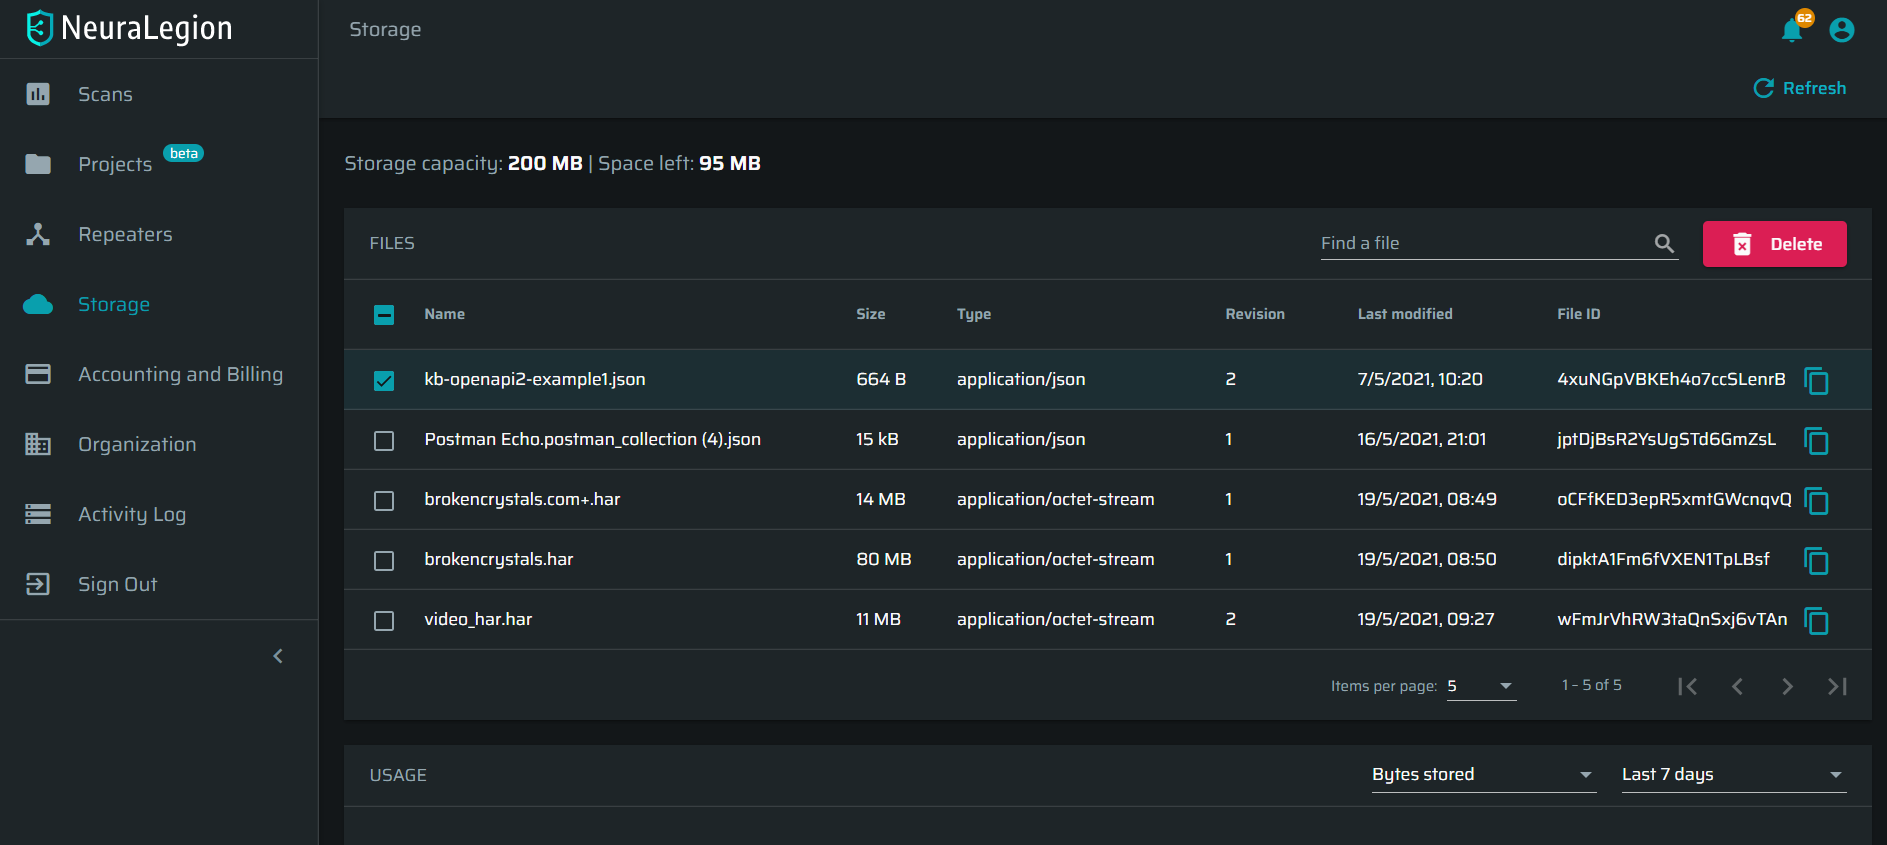 NeuraLegion
Storage
62
Refresh
Scans
Projects beta
Repeaters
Storage
Accounting and Billing
Organization
Activity Log
Sign Out
Storage capacity: 200 MB | Space left: 95 MB
FILES Find a file Delete
Name Size Type Revision Last modified File ID
kb-openapi2-example1.json 664 B application/json 2 7/5/2021, 10:20 4xuNGpVBKEh4o7ccSLenrB
Postman Echo.postman_collection (4).json 15 kB application/json 1 16/5/2021, 21:01 jptDjBsR2YsUgSTd6GmZsL
brokencrystals.com+.har 14 MB application/octet-stream 1 19/5/2021, 08:49 oCFfKED3epR5xmtGWcnqvQ
brokencrystals.har 80 MB application/octet-stream 1 19/5/2021, 08:50 dipktA1Fm6fVXEN1TpLBsf
video_har.har 11 MB application/octet-stream 2 19/5/2021, 09:27 wFmJrVhRW3taQnSxj6vTAn
Items per page: 5 1 – 5 of 5
USAGE Bytes stored Last 7 days